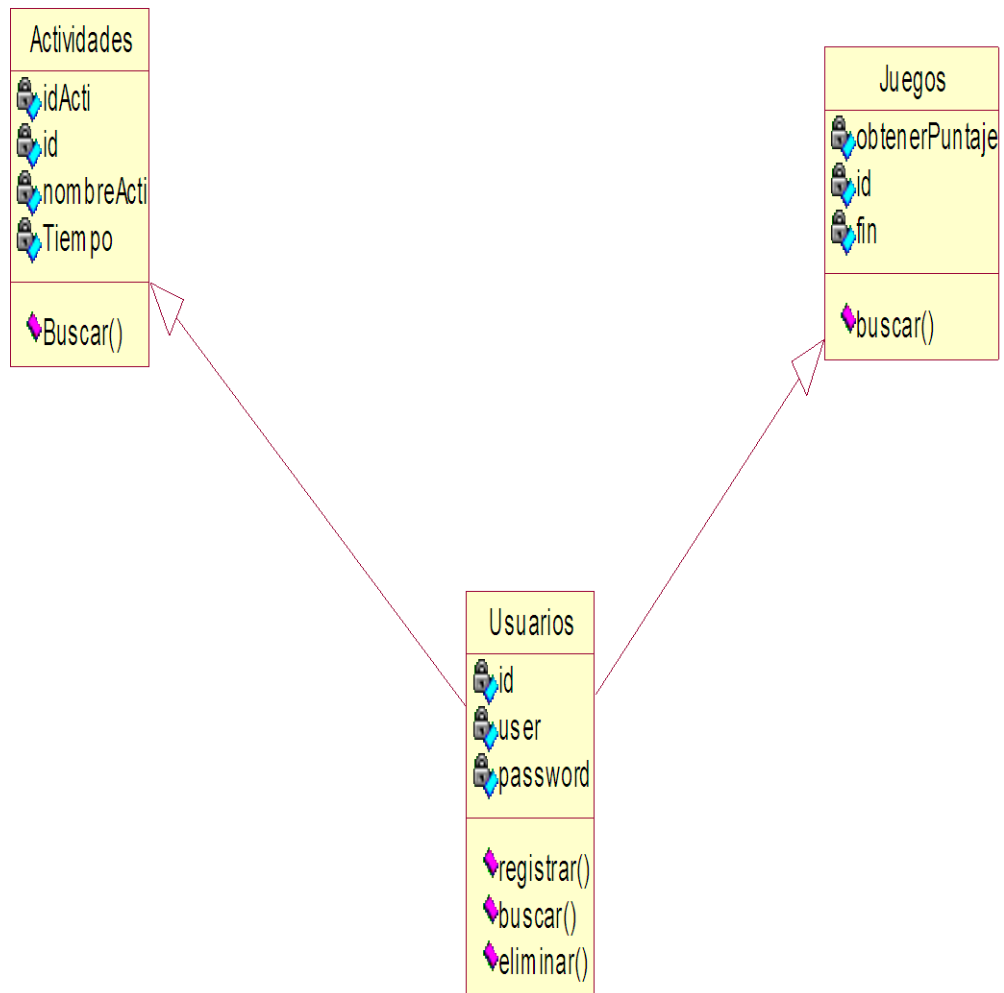 Actividades
idActi
id
nombreActi
Tiempo
Buscar()
Juegos
obtenerPuntaje
id
fin
buscar()
Usuarios
id
user
password
registrar()
buscar()
eliminar()